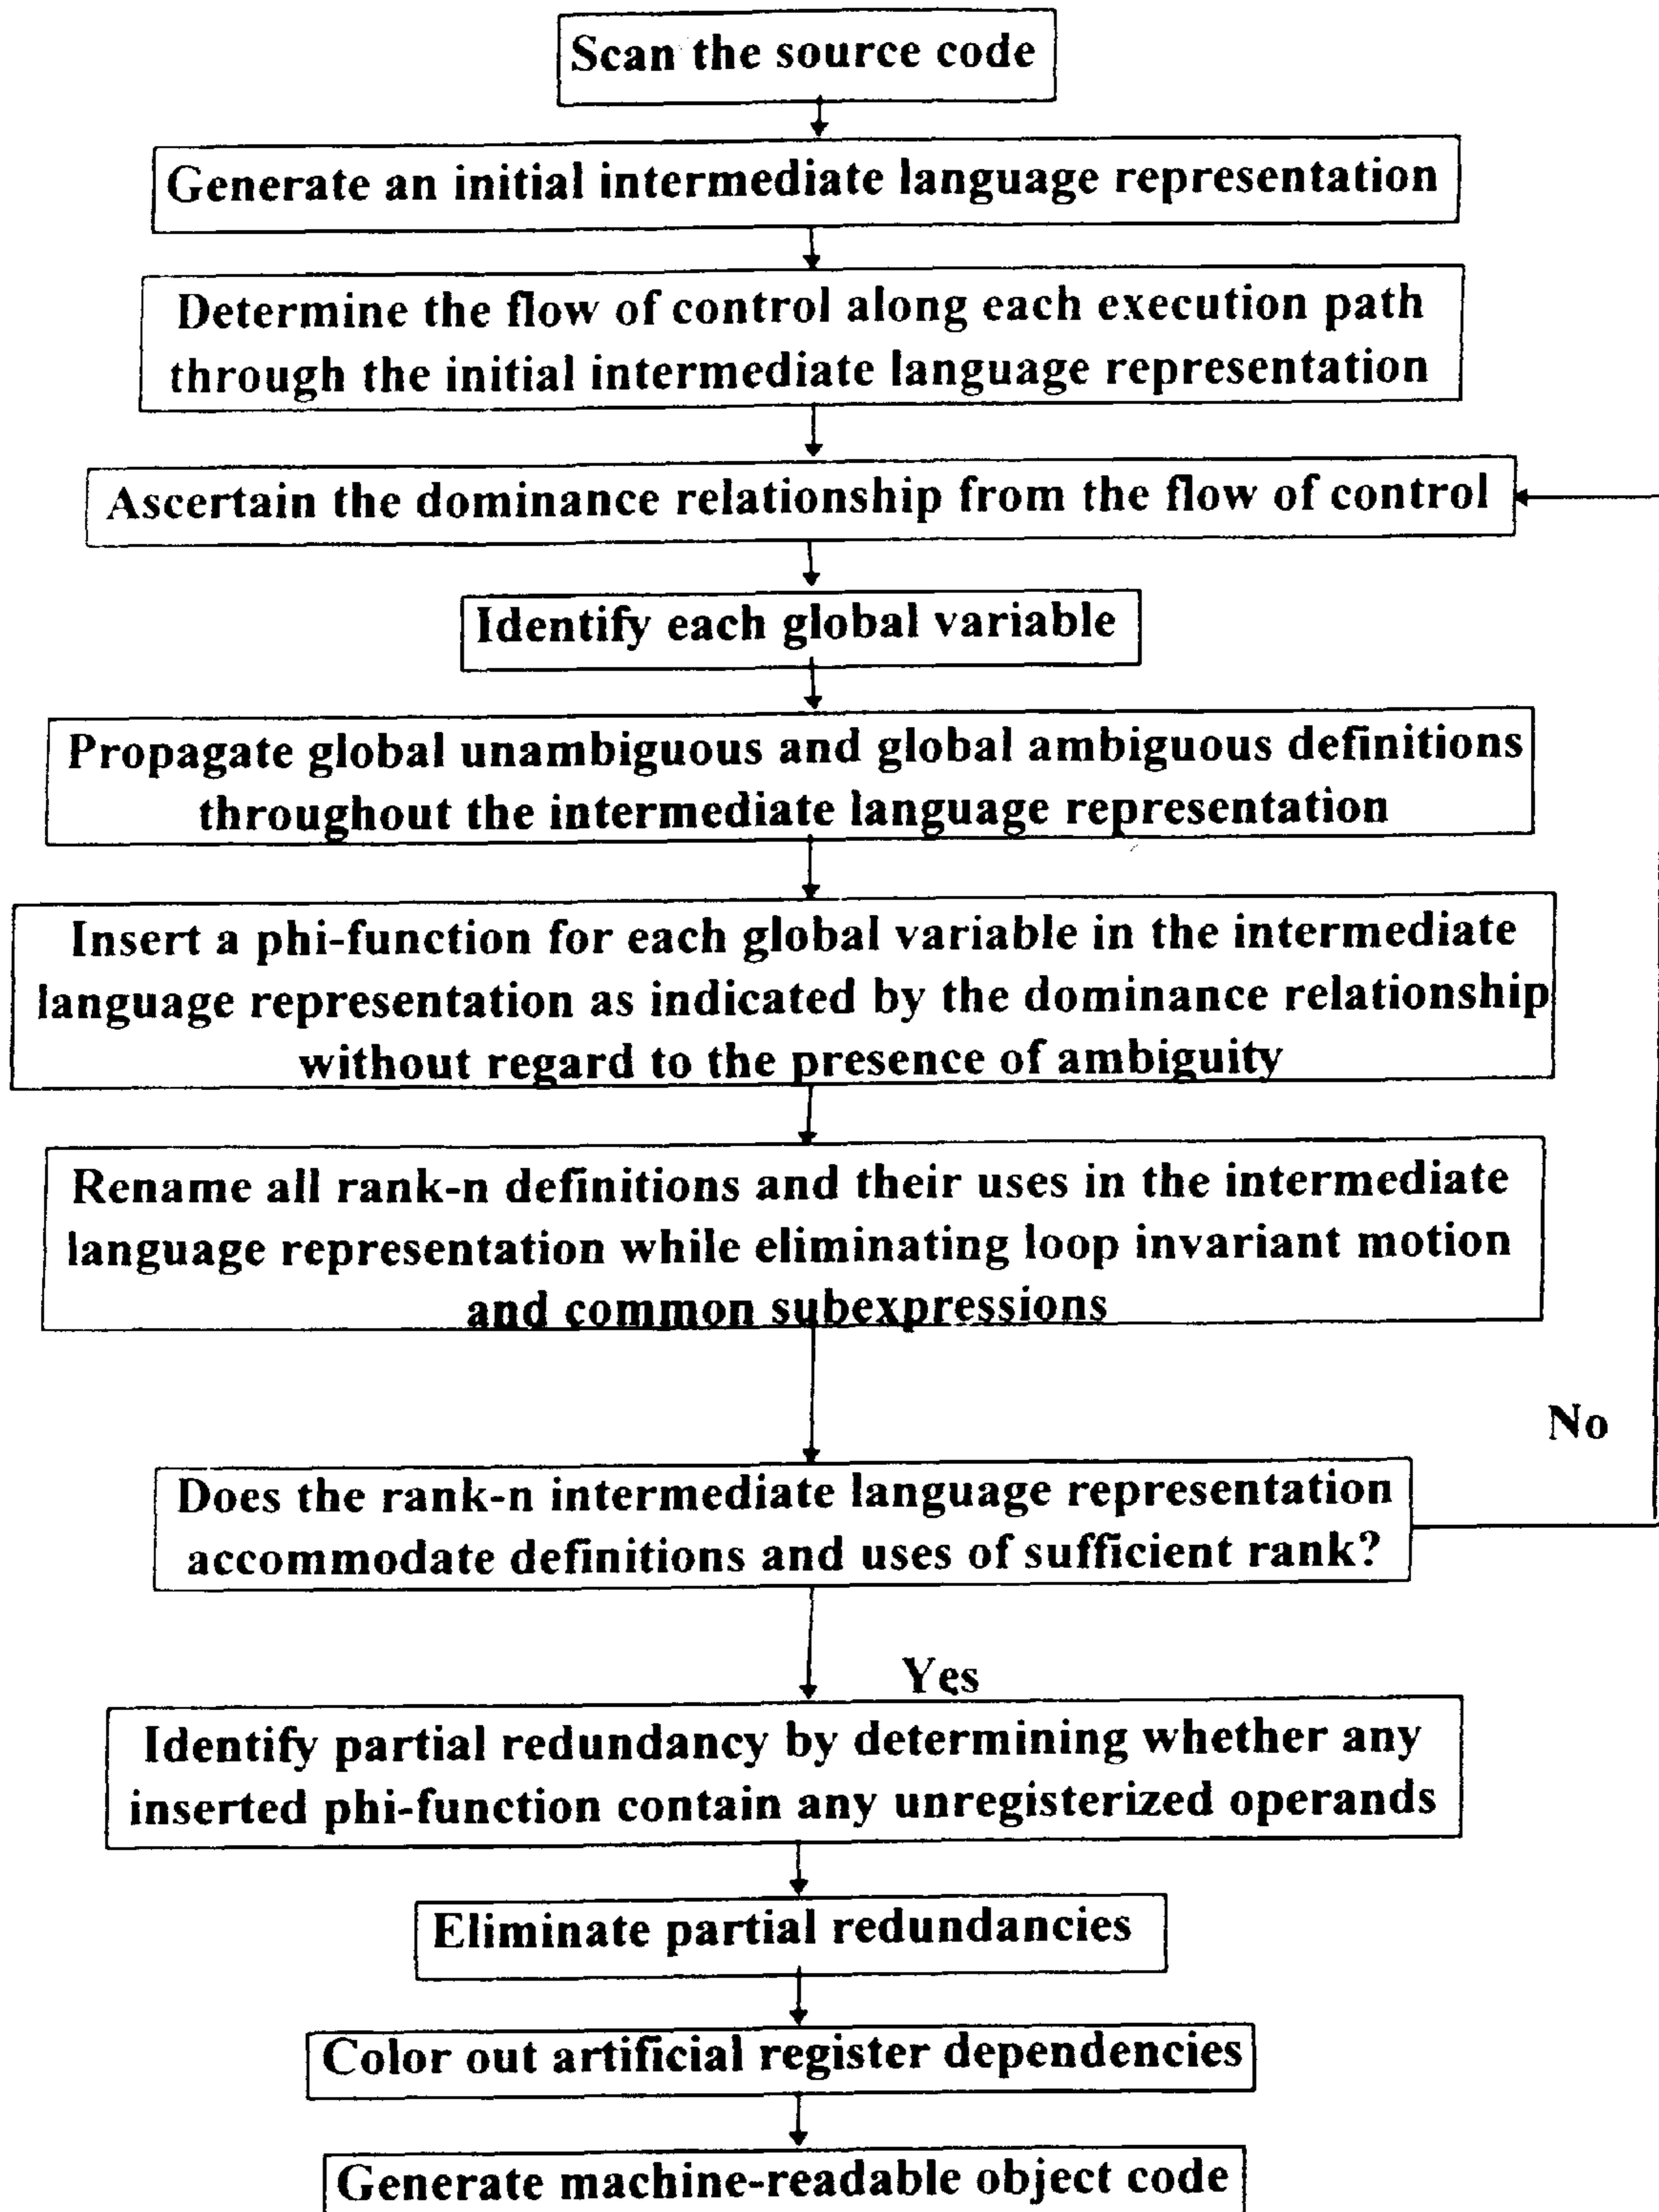 Scan the source code
Generate an initial intermediate language representation
Determine the flow of control along each execution path
through the initial intermediate language representation
Ascertain the dominance relationship from the flow of control
Identify each global variable
Propagate global unambiguous and global ambiguous definitions
throughout the intermediate language representation
Insert a phi-function for each global variable in the intermediate
language representation as indicated by the dominance relationship
without regard to the presence of ambiguity
Rename all rank-n definitions and their uses in the intermediate
language representation while eliminating loop invariant motion
and common subexpressions
No
Does the rank-n intermediate language representation
accommodate definitions and uses of sufficient rank?
Yes
Identify partial redundancy by determining whether any
inserted phi-function contain any unregisterized operands
Eliminate partial redundancies
Color out artificial register dependencies
Generate machine-readable object code